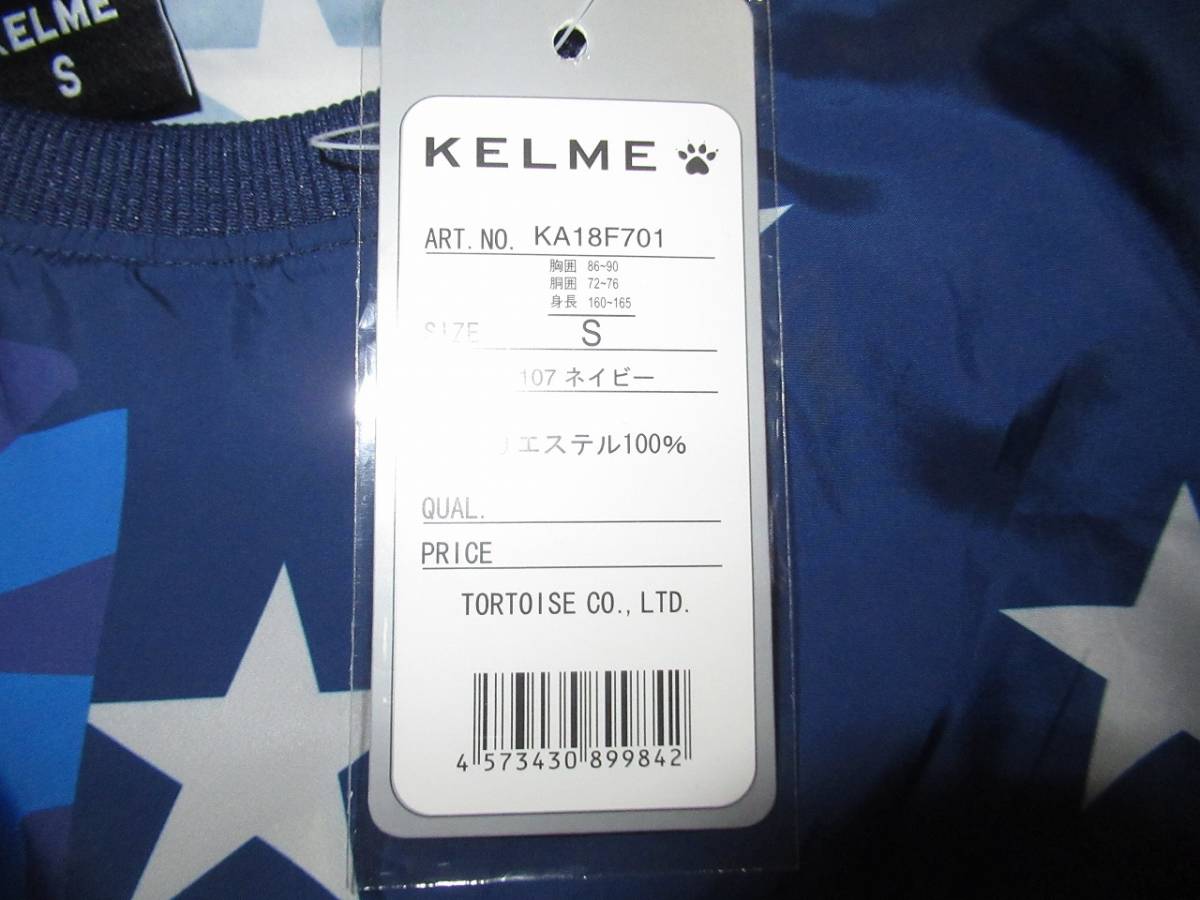 KELME
S
KELME
ART. NO. KA18F701
胸囲 86~90
胴囲 72~76
身長 160~165
SIZE S
107 ネイビー
エステル100%
QUAL.
PRICE
TORTOISE CO., LTD.
4 573430 899842